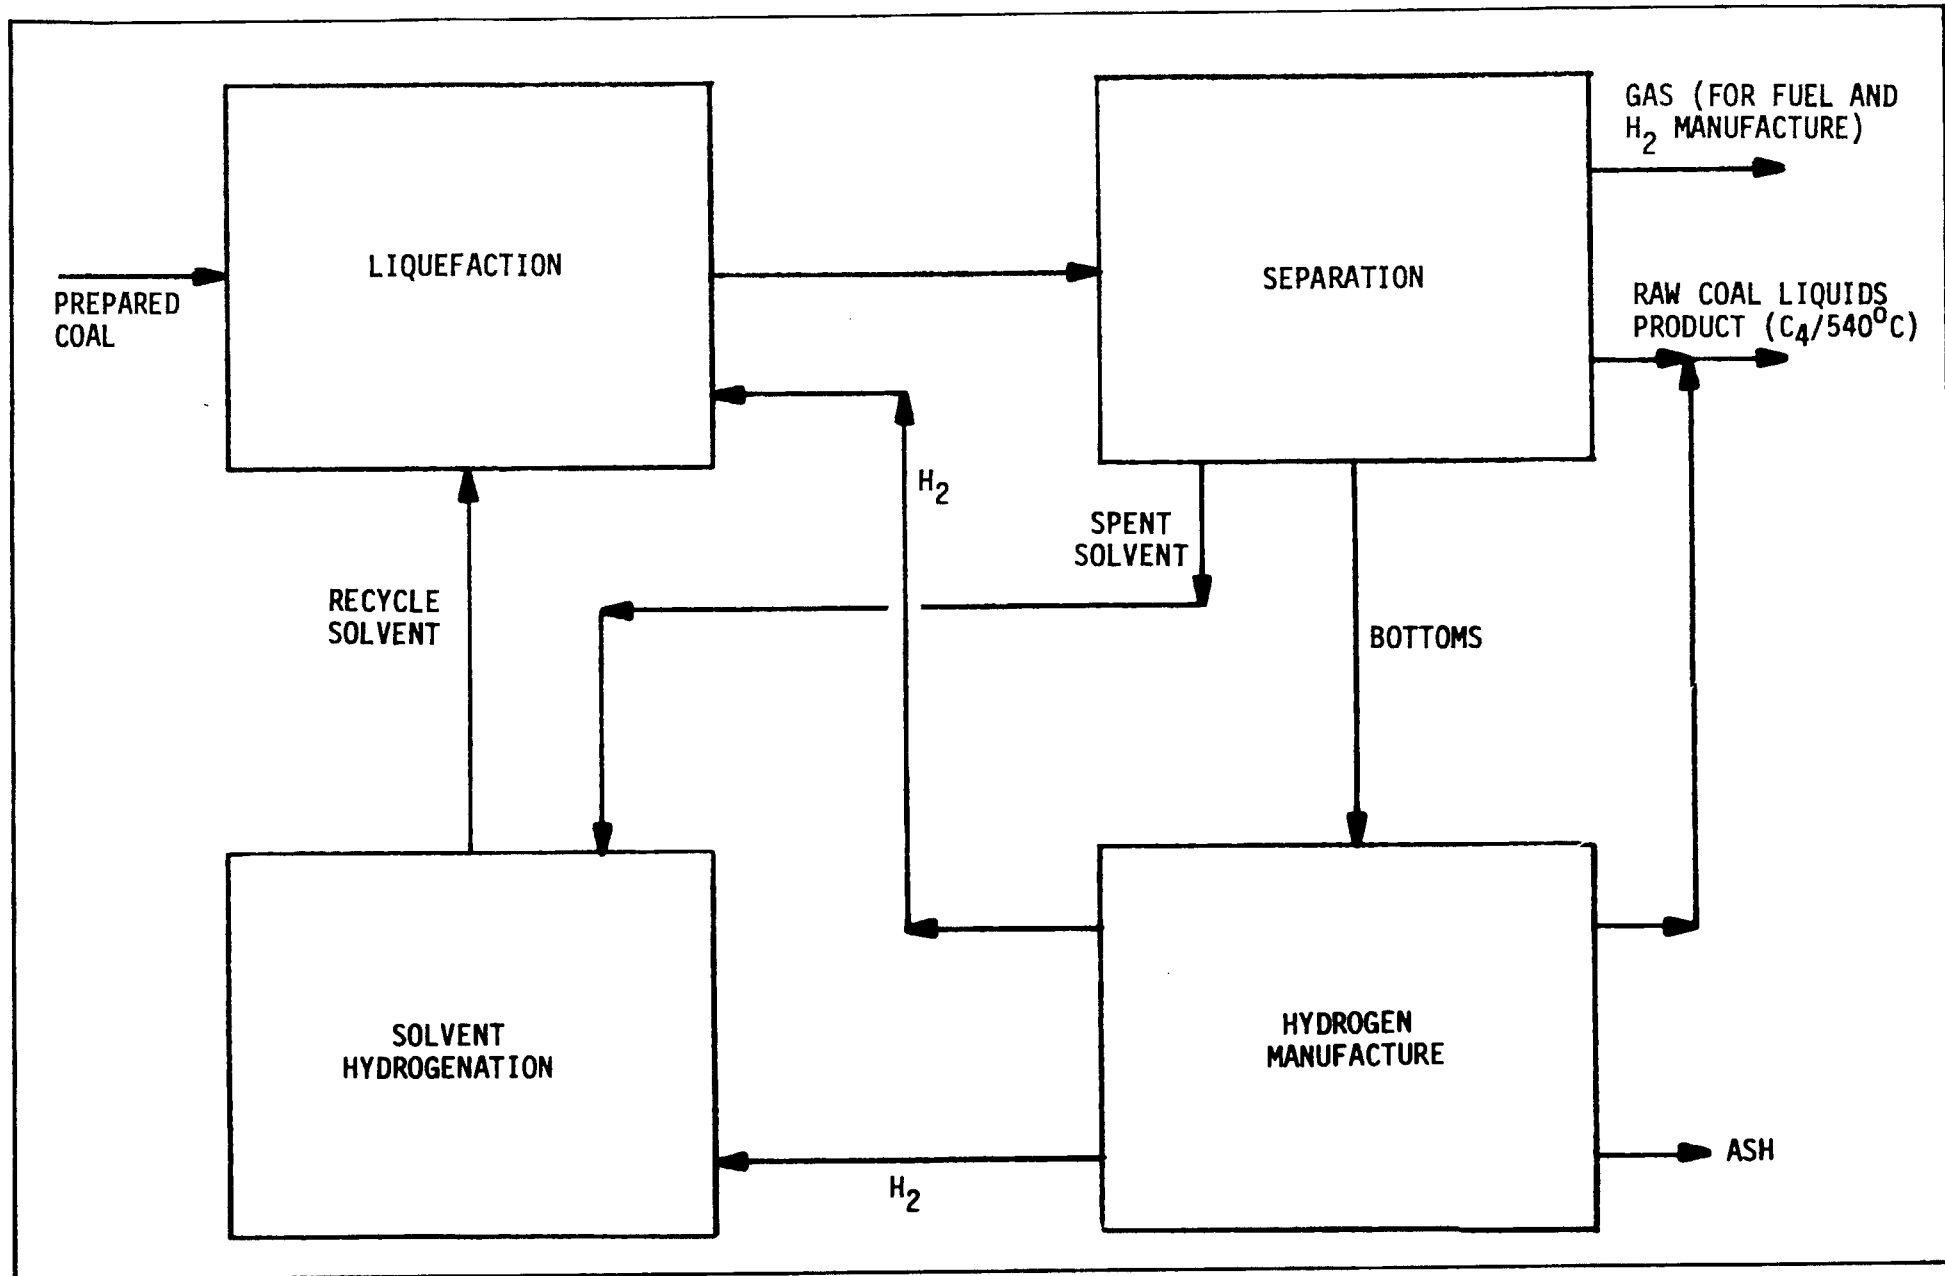 GAS (FOR FUEL AND
H2 MANUFACTURE)
LIQUEFACTION
SEPARATION
PREPARED
COAL
RAW COAL LIQUIDS
PRODUCT (C4/540°C)
H2
SPENT
SOLVENT
RECYCLE
SOLVENT
BOTTOMS
SOLVENT
HYDROGENATION
HYDROGEN
MANUFACTURE
H2
ASH